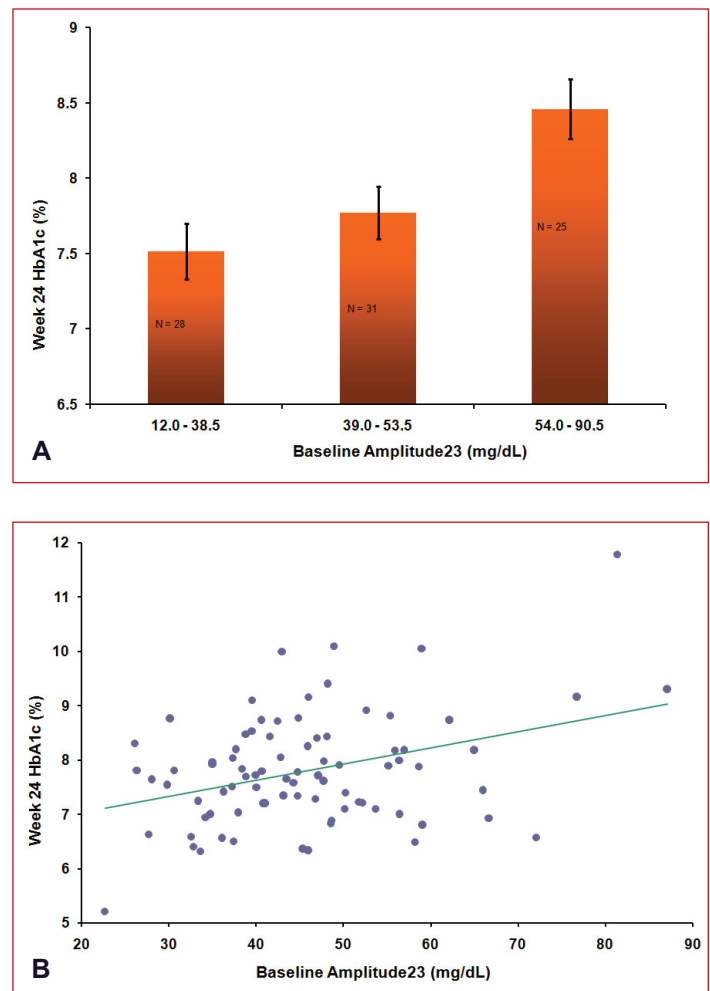 9
8.5
8
7.5
7
6.5
Week 24 HbA1c (%)
N = 28
N = 31
N = 25
12.0 - 38.5 39.0 - 53.5 54.0 - 90.5
Baseline Amplitude23 (mg/dL)
A
12
11
10
9
8
7
6
5
Week 24 HbA1c (%)
20 30 40 50 60 70 80 90
Baseline Amplitude23 (mg/dL)
B